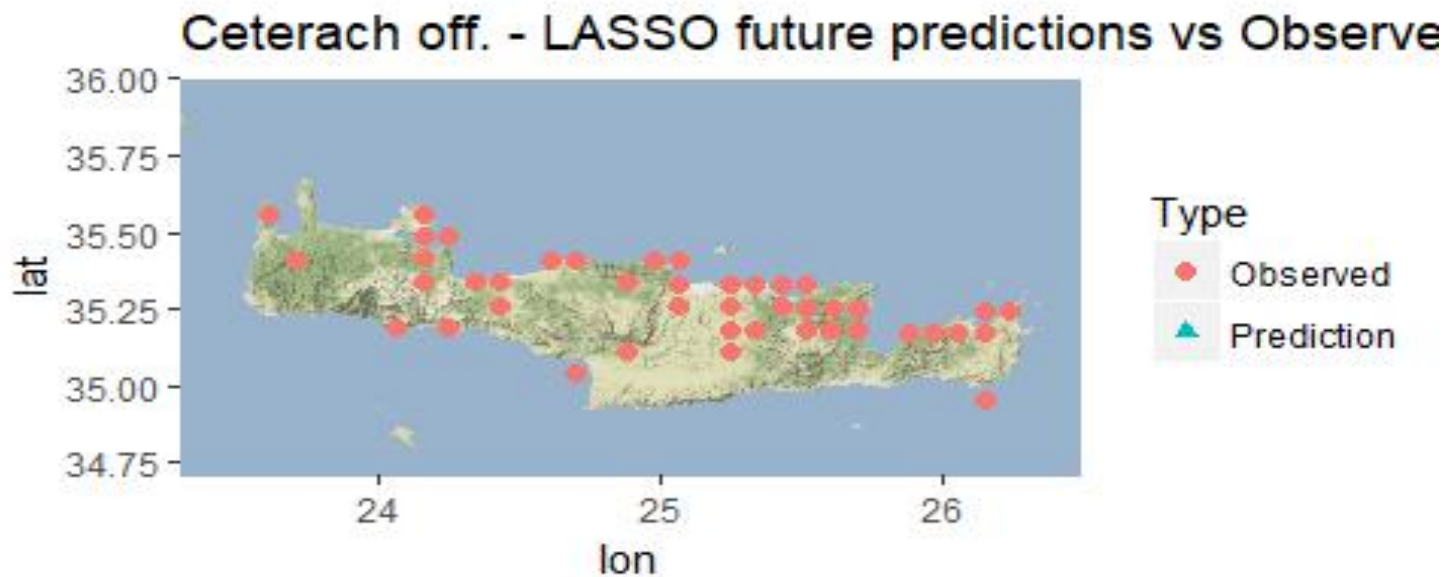 Ceterach off. - LASSO future predictions vs Observe
36.00
35.75
35.50
35.25
35.00
34.75
lat
24 25 26
lon
Type
Observed
Prediction